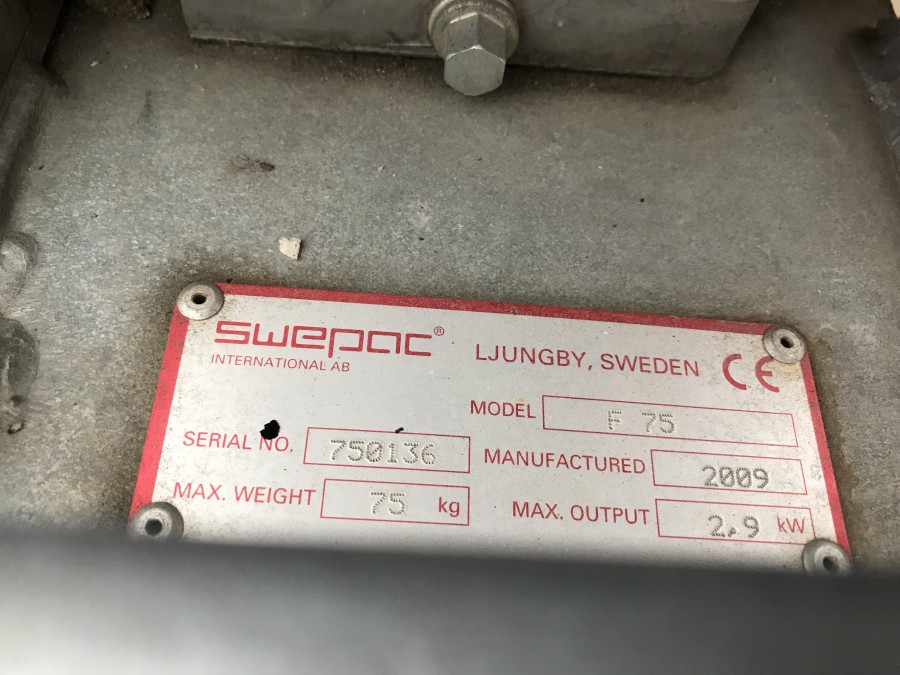 swepac®
INTERNATIONAL AB
LJUNGBY, SWEDEN CE
MODEL F 75
SERIAL NO. 750136
MANUFACTURED 2009
MAX. WEIGHT 75 kg
MAX. OUTPUT 2,9 kW